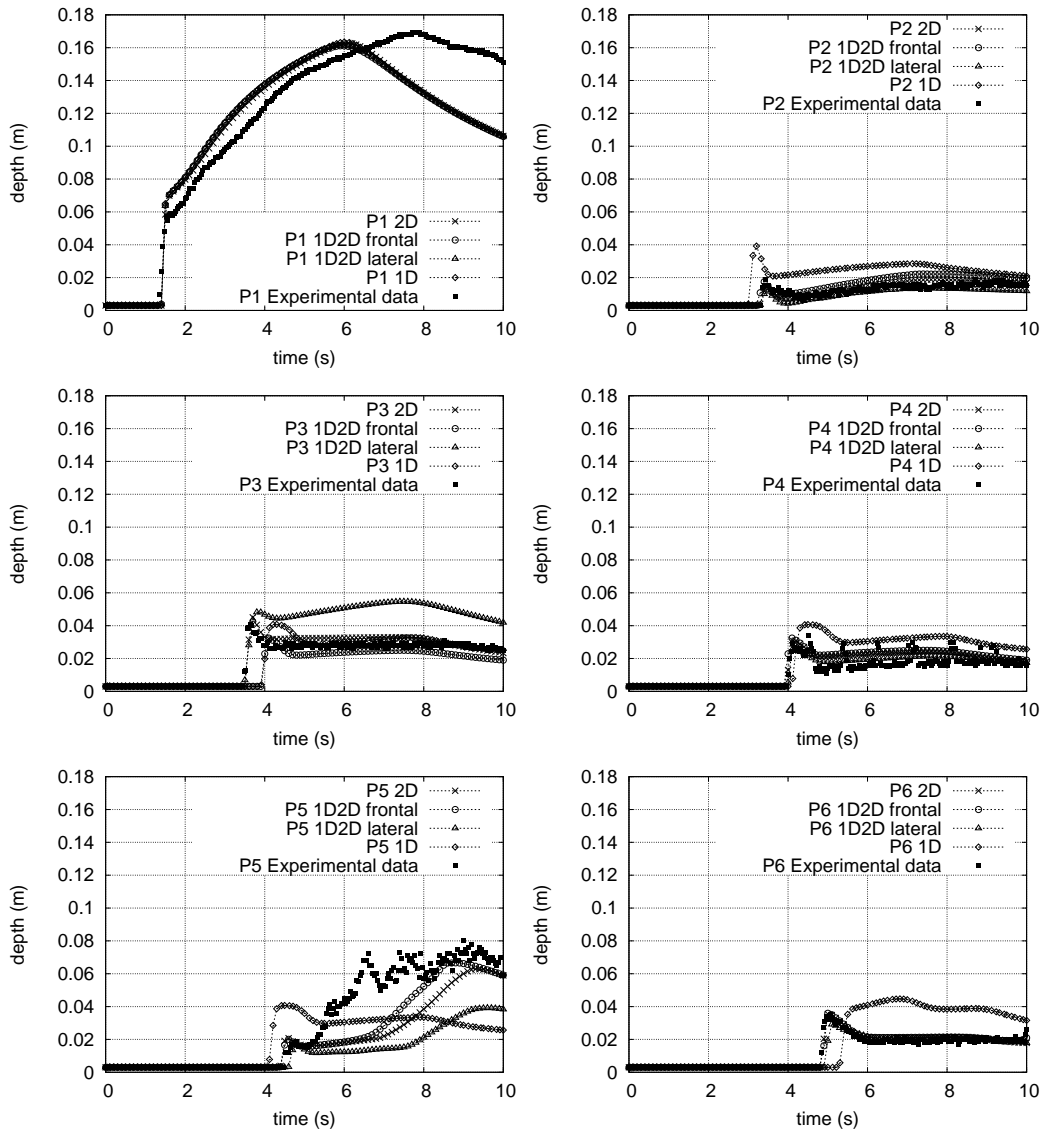 0.18
0.16
0.14
0.12
0.1
0.08
0.06
0.04
0.02
0
depth (m)
P1 2D
P1 1D2D frontal
P1 1D2D lateral
P1 1D
P1 Experimental data
0 2 4 6 8 10
time (s)
0.18
0.16
0.14
0.12
0.1
0.08
0.06
0.04
0.02
0
depth (m)
P2 2D
P2 1D2D frontal
P2 1D2D lateral
P2 1D
P2 Experimental data
0 2 4 6 8 10
time (s)
0.18
0.16
0.14
0.12
0.1
0.08
0.06
0.04
0.02
0
depth (m)
P3 2D
P3 1D2D frontal
P3 1D2D lateral
P3 1D
P3 Experimental data
0 2 4 6 8 10
time (s)
0.18
0.16
0.14
0.12
0.1
0.08
0.06
0.04
0.02
0
depth (m)
P4 2D
P4 1D2D frontal
P4 1D2D lateral
P4 1D
P4 Experimental data
0 2 4 6 8 10
time (s)
0.18
0.16
0.14
0.12
0.1
0.08
0.06
0.04
0.02
0
depth (m)
P5 2D
P5 1D2D frontal
P5 1D2D lateral
P5 1D
P5 Experimental data
0 2 4 6 8 10
time (s)
0.18
0.16
0.14
0.12
0.1
0.08
0.06
0.04
0.02
0
depth (m)
P6 2D
P6 1D2D frontal
P6 1D2D lateral
P6 1D
P6 Experimental data
0 2 4 6 8 10
time (s)